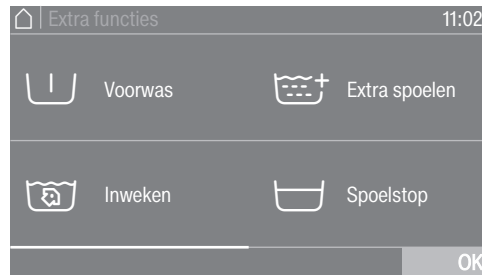 Extra functies 11:02
Voorwas Extra spoelen
Inweken Spoelstop
OK